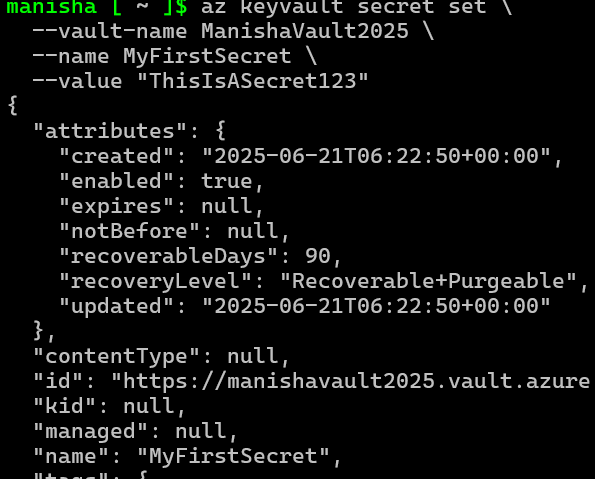 manisha [ ~ ]$ az keyvault secret set \
  --vault-name ManishaVault2025 \
  --name MyFirstSecret \
  --value "ThisIsASecret123"
{
  "attributes": {
    "created": "2025-06-21T06:22:50+00:00",
    "enabled": true,
    "expires": null,
    "notBefore": null,
    "recoverableDays": 90,
    "recoveryLevel": "Recoverable+Purgeable",
    "updated": "2025-06-21T06:22:50+00:00"
  },
  "contentType": null,
  "id": "https://manishavault2025.vault.azure
  "kid": null,
  "managed": null,
  "name": "MyFirstSecret",
  "tags": {